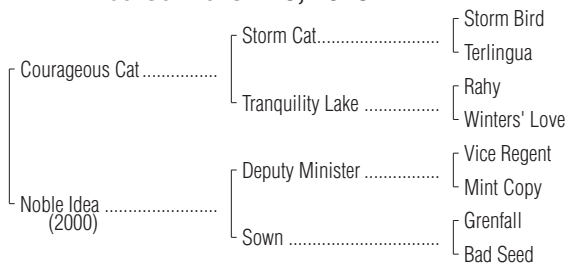 Storm Bird
Storm Cat
Terlingua
Courageous Cat
Rahy
Tranquility Lake
Winters' Love
Vice Regent
Deputy Minister
Mint Copy
Noble Idea
(2000)
Grenfall
Sown
Bad Seed